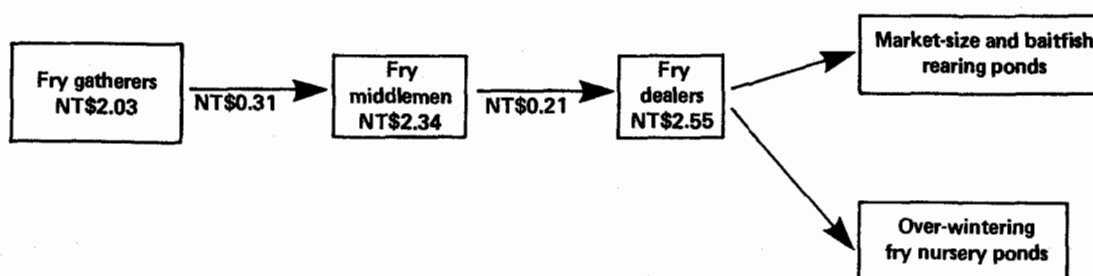 Fry gatherers
NT$2.03
NT$0.31
Fry
middlemen
NT$2.34
NT$0.21
Fry
dealers
NT$2.55
Market-size and baitfish
rearing ponds
Over-wintering
fry nursery ponds